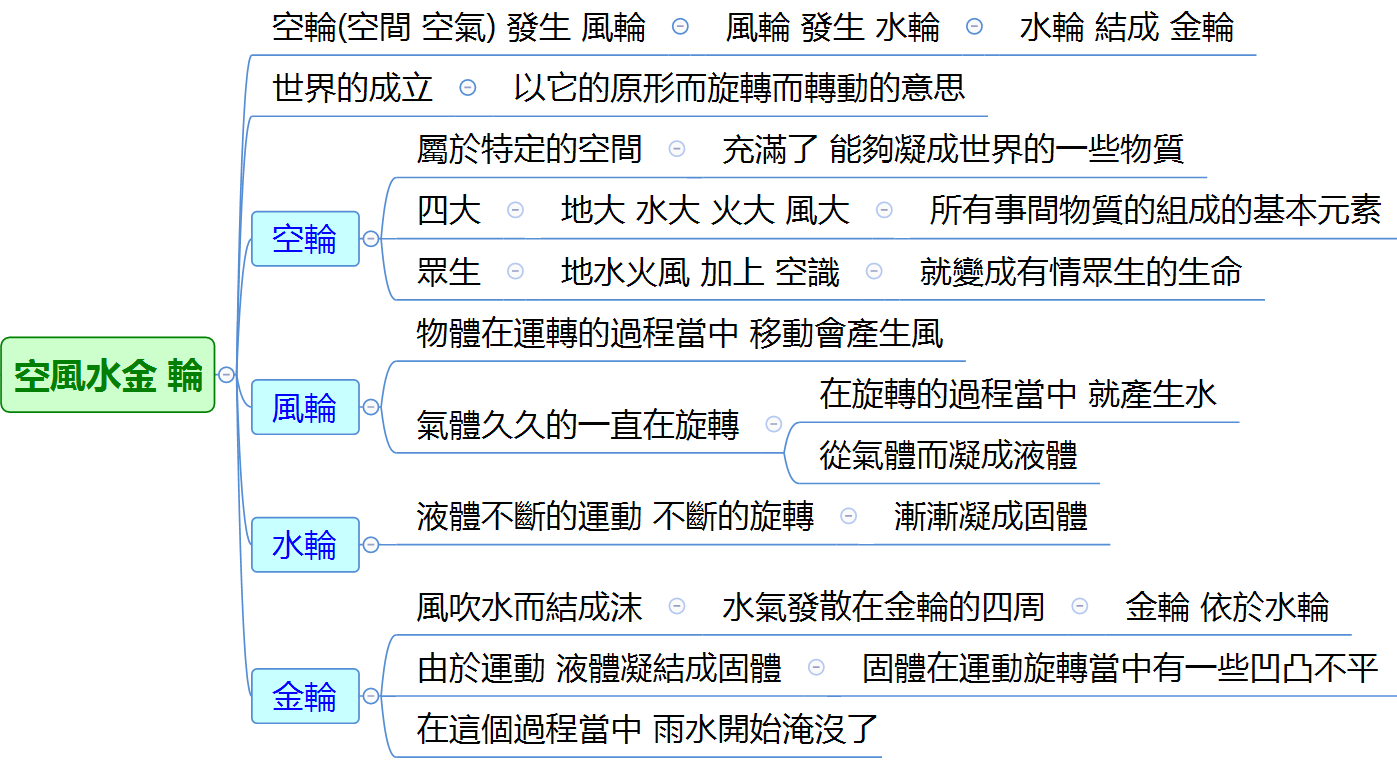 空輪(空間 空氣) 發生 風輪 風輪 發生 水輪 水輪 結成 金輪
世界的成立 以它的原形而旋轉而轉動的意思
屬於特定的空間 充滿了 能夠凝成世界的一些物質
四大 地大 水大 火大 風大 所有事間物質的組成的基本元素
空輪
眾生 地水火風 加上 空識 就變成有情眾生的生命
物體在運轉的過程當中 移動會產生風
空風水金 輪
風輪
在旋轉的過程當中 就產生水
氣體久久的一直在旋轉
從氣體而凝成液體
液體不斷的運動 不斷的旋轉 漸漸凝成固體
水輪
風吹水而結成沫 水氣發散在金輪的四周 金輪 依於水輪
由於運動 液體凝結成固體 固體在運動旋轉當中有一些凹凸不平
金輪
在這個過程當中 雨水開始淹沒了